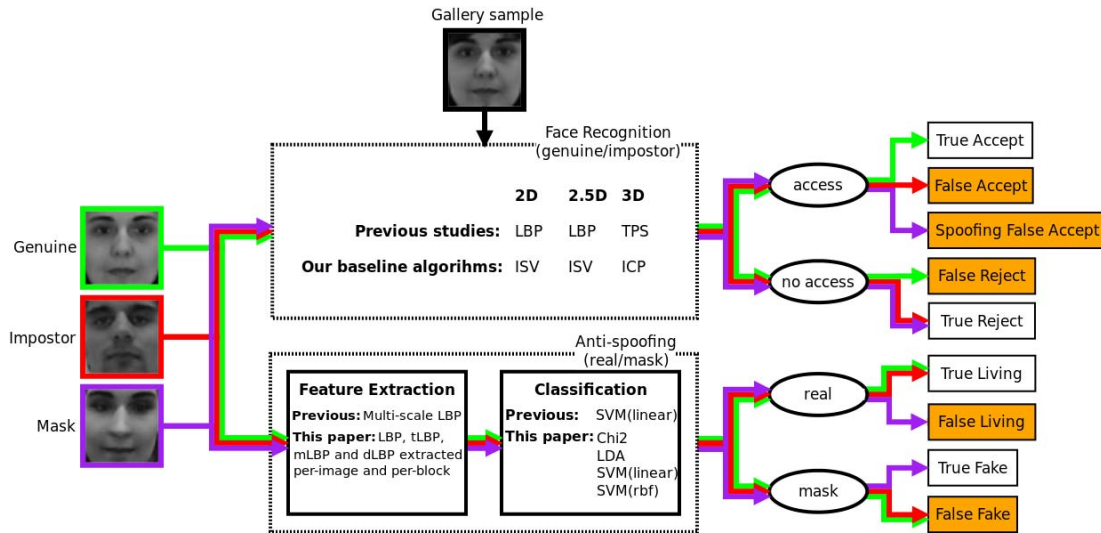 Gallery sample
Face Recognition
(genuine/impostor)
2D 2.5D 3D
Previous studies: LBP LBP TPS
Our baseline algorihms: ISV ISV ICP
Genuine
Impostor
Mask
Anti-spoofing
(real/mask)
Feature Extraction
Previous: Multi-scale LBP
This paper: LBP, tLBP,
mLBP and dLBP extracted
per-image and per-block
Classification
Previous: SVM(linear)
This paper: Chi2
LDA
SVM(linear)
SVM(rbf)
access
no access
real
mask
True Accept
False Accept
Spoofing False Accept
False Reject
True Reject
True Living
False Living
True Fake
False Fake